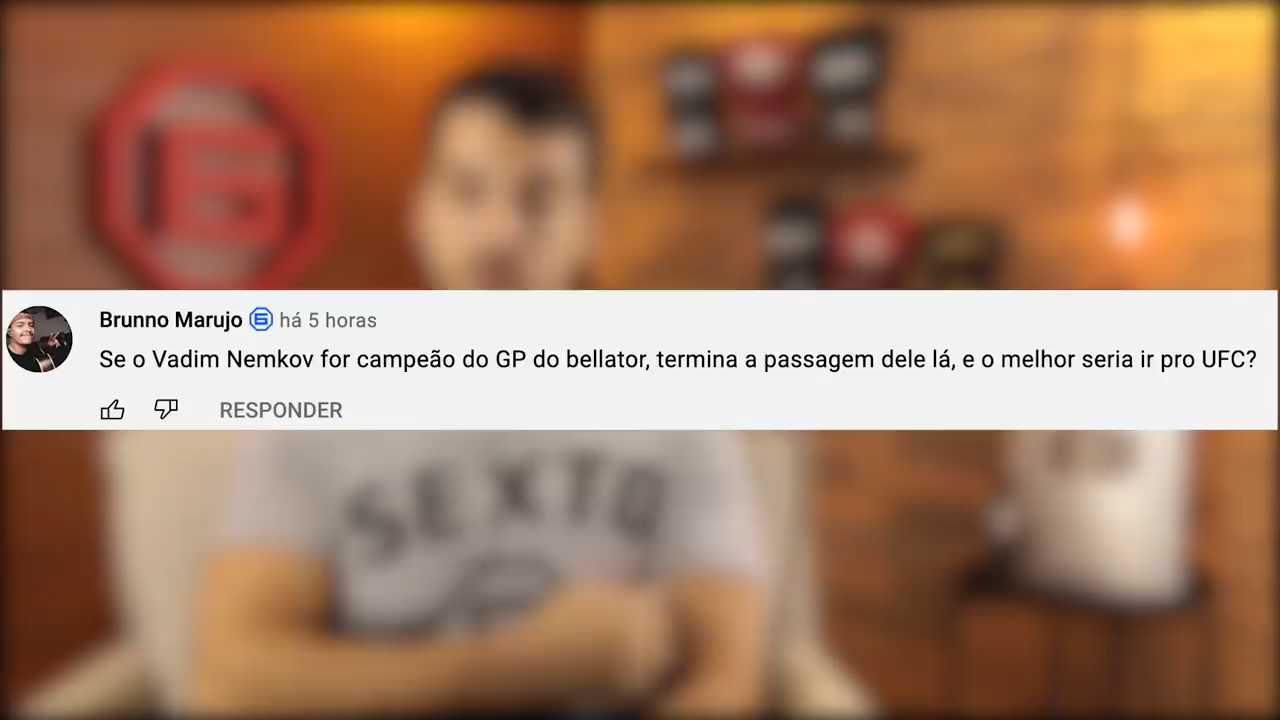 Brunno Marujo há 5 horas
Se o Vadim Nemkov for campeão do GP do bellator, termina a passagem dele lá, e o melhor seria ir pro UFC?
RESPONDER
SEXTO